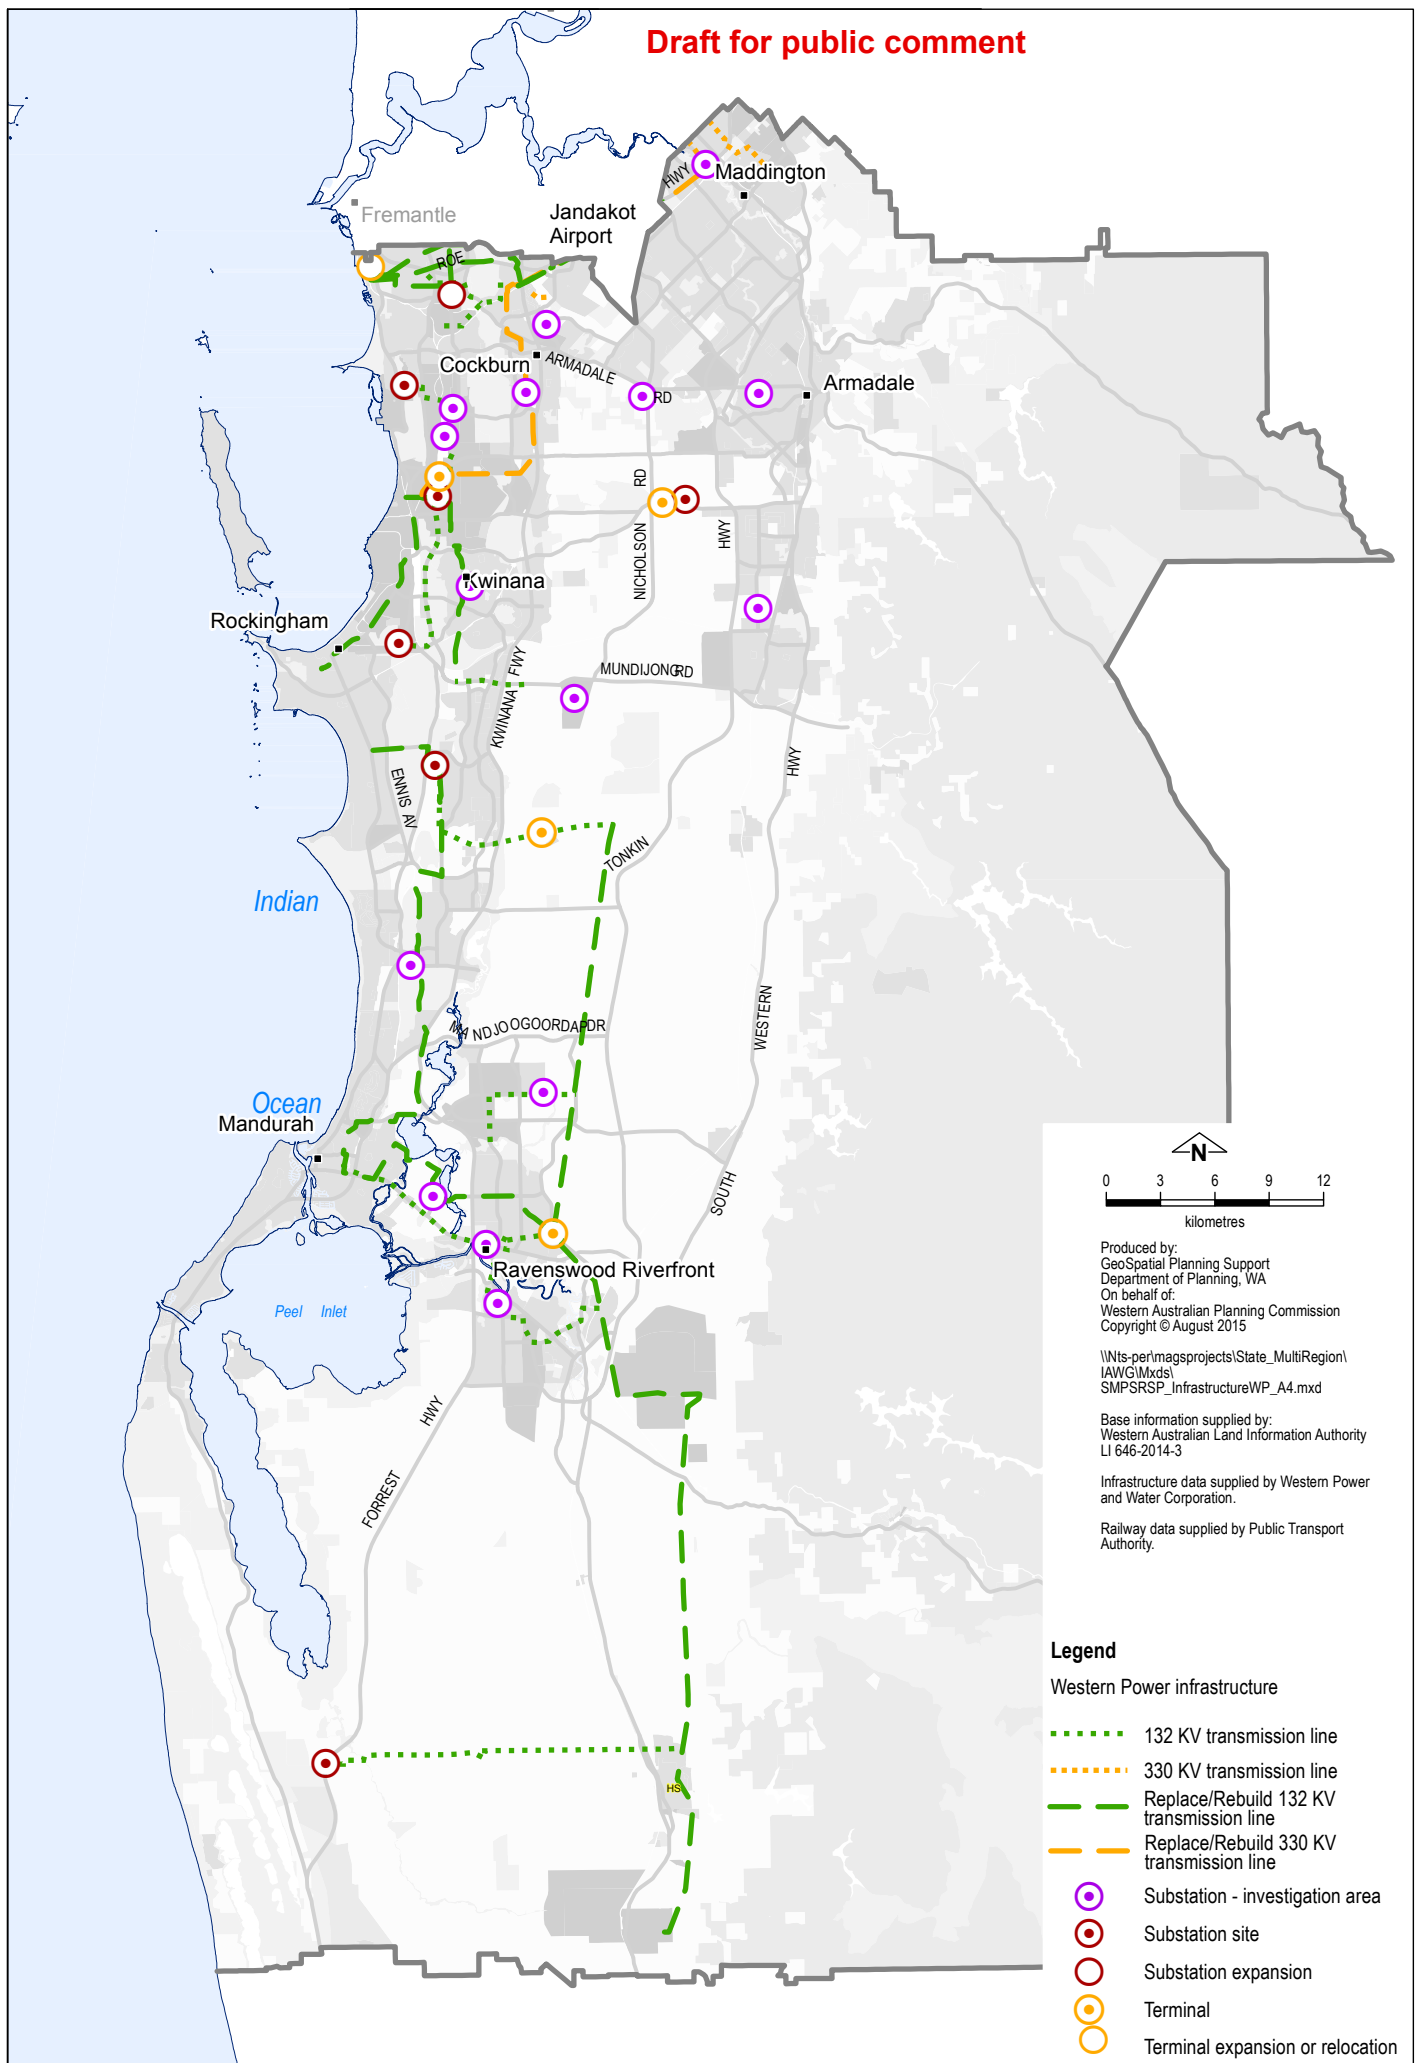 Draft for public comment
HWY
Maddington
Fremantle
Jandakot
Airport
ROE
Cockburn
ARMADALE
RD
Armadale
RD
NICHOLSON
HWY
Kwinana
Rockingham
MUNDIJONG
RD
KWINANA FWY
HWY
ENNIS AV
TONKIN
Indian
WESTERN
MANDJOOGOORDAP
DR
Ocean
Mandurah
SOUTH
Ravenswood Riverfront
Peel Inlet
HWY
FORREST
HS
N
0 3 6 9 12
kilometres
Produced by:
GeoSpatial Planning Support
Department of Planning, WA
On behalf of:
Western Australian Planning Commission
Copyright © August 2015
\\Nts-per\magsprojects\State_MultiRegion\
IAWG\Mxds\
SMPSRSP_InfrastructureWP_A4.mxd
Base information supplied by:
Western Australian Land Information Authority
LI 646-2014-3
Infrastructure data supplied by Western Power
and Water Corporation.
Railway data supplied by Public Transport
Authority.
Legend
Western Power infrastructure
132 KV transmission line
330 KV transmission line
Replace/Rebuild 132 KV
transmission line
Replace/Rebuild 330 KV
transmission line
Substation - investigation area
Substation site
Substation expansion
Terminal
Terminal expansion or relocation